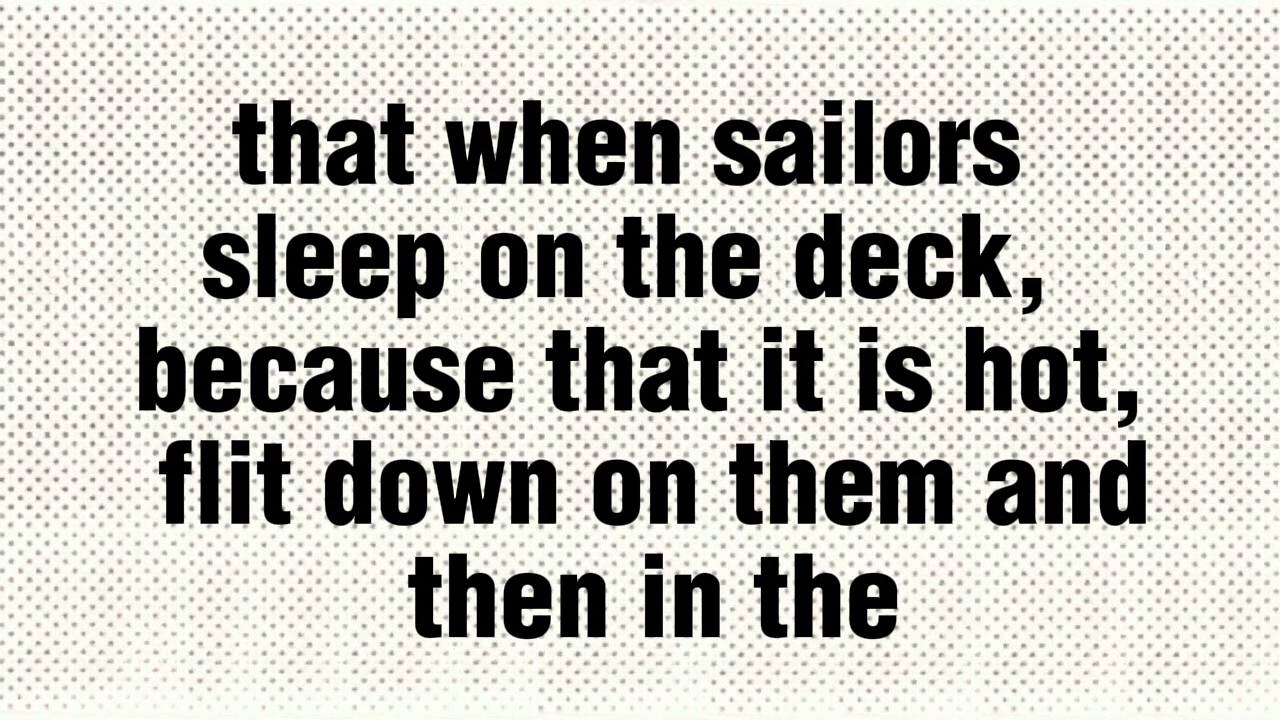 that when sailors
sleep on the deck,
because that it is hot,
flit down on them and
then in the